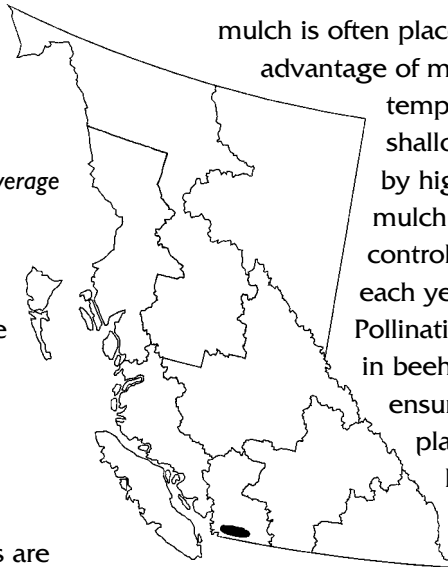 verage
e
s are
mulch is often plac
advantage of m
temp
shallo
by hig
mulch
control
each ye
Pollinati
in beeh
ensur
pla